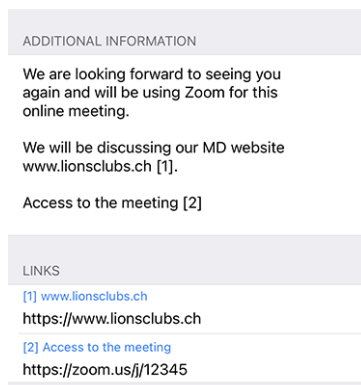 ADDITIONAL INFORMATION
We are looking forward to seeing you
again and will be using Zoom for this
online meeting.
We will be discussing our MD website
www.lionsclubs.ch [1].
Access to the meeting [2]
LINKS
[1] www.lionsclubs.ch
https://www.lionsclubs.ch
[2] Access to the meeting
https://zoom.us/j/12345